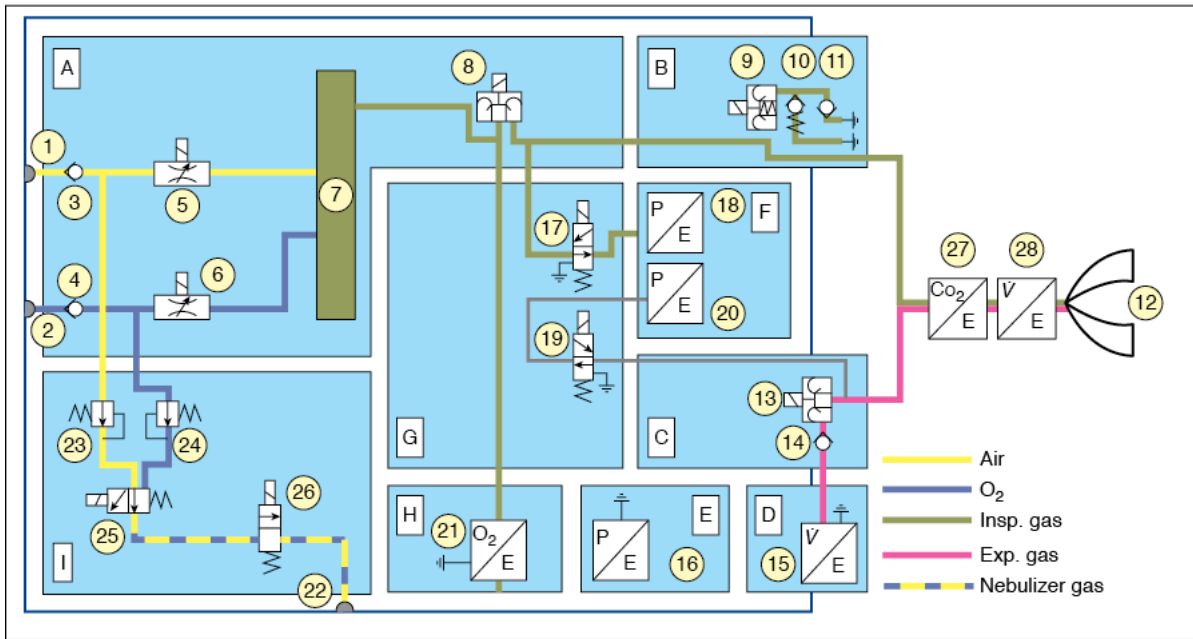 A
8
B
9
10
11
1
3
5
7
17
P
E
18
F
4
6
2
P
E
20
19
27
Co2
E
28
V̇
E
12
13
C
14
G
23
24
25
26
I
22
H
21
O2
E
P
E
E
16
D
15
V̇
E
Air
O2
Insp. gas
Exp. gas
Nebulizer gas